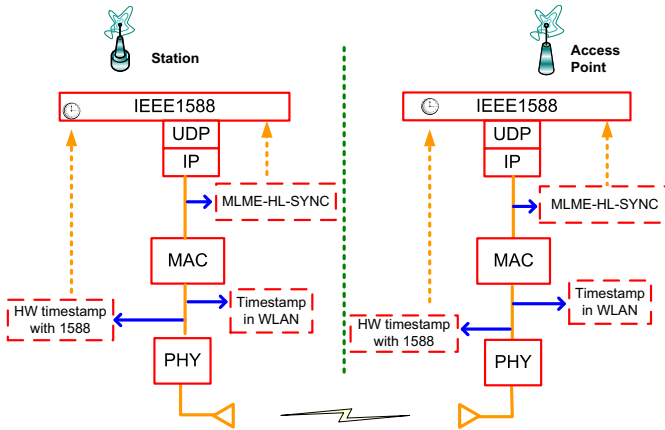 Station
IEEE1588
UDP
IP
MLME-HL-SYNC
MAC
HW timestamp
with 1588
Timestamp
in WLAN
PHY
Access
Point
IEEE1588
UDP
IP
MLME-HL-SYNC
MAC
Timestamp
in WLAN
HW timestamp
with 1588
PHY